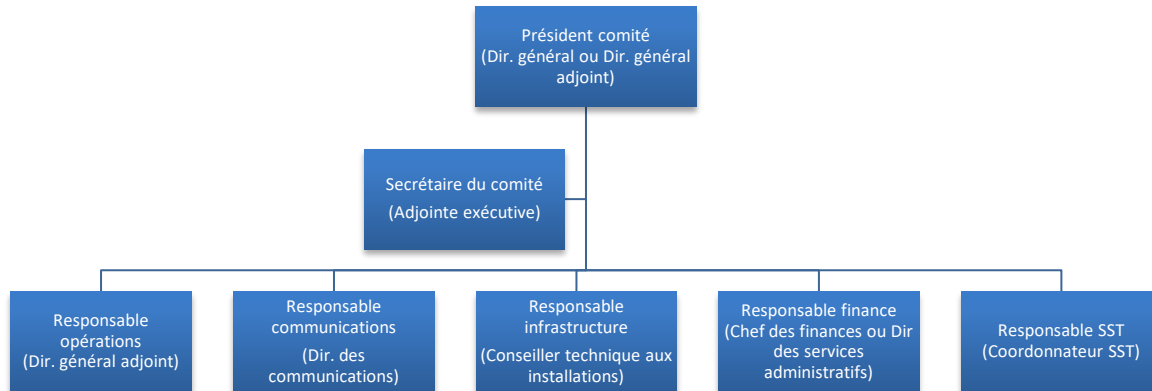 Président comité
(Dir. général ou Dir. général
adjoint)
Secrétaire du comité
(Adjointe exécutive)
Responsable
opérations
(Dir. général adjoint)
Responsable
communications
(Dir. des
communications)
Responsable
infrastructure
(Conseiller technique aux
installations)
Responsable finance
(Chef des finances ou Dir
des services
administratifs)
Responsable SST
(Coordonnateur SST)